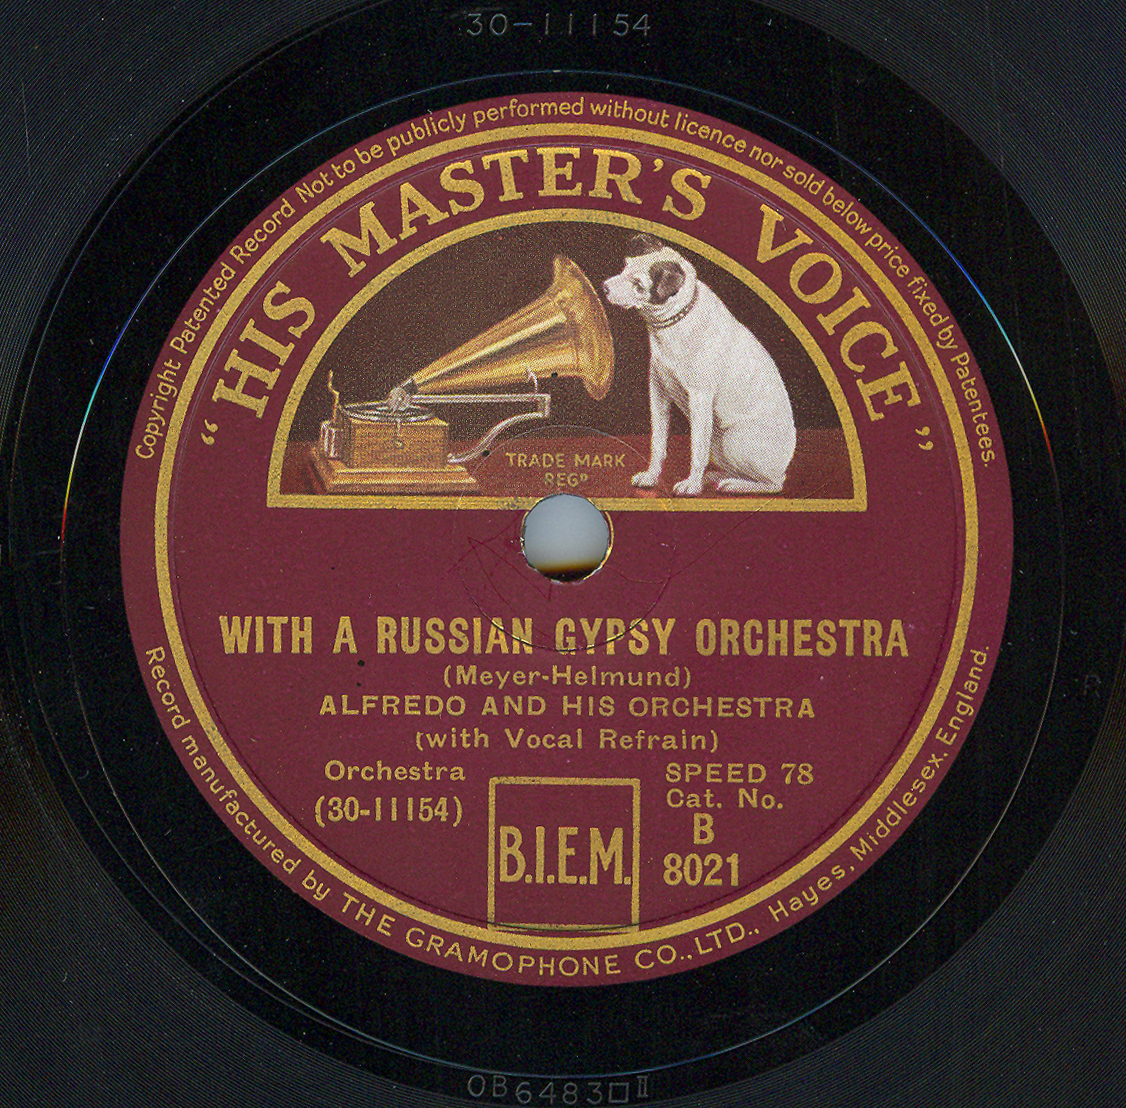 30-11154
Copyright Patented Record Not to be publicly performed without licence nor sold below price fixed by Patentees.
"HIS MASTER'S VOICE"
TRADE MARK
REGD
WITH A RUSSIAN GYPSY ORCHESTRA
(Meyer-Helmund)
ALFREDO AND HIS ORCHESTRA
(with Vocal Refrain)
Orchestra
(30-11154)
B.I.E.M.
SPEED 78
Cat. No.
B
8021
Record manufactured by THE GRAMOPHONE CO., LTD., Hayes, Middlesex, England.
R
OB6483□II